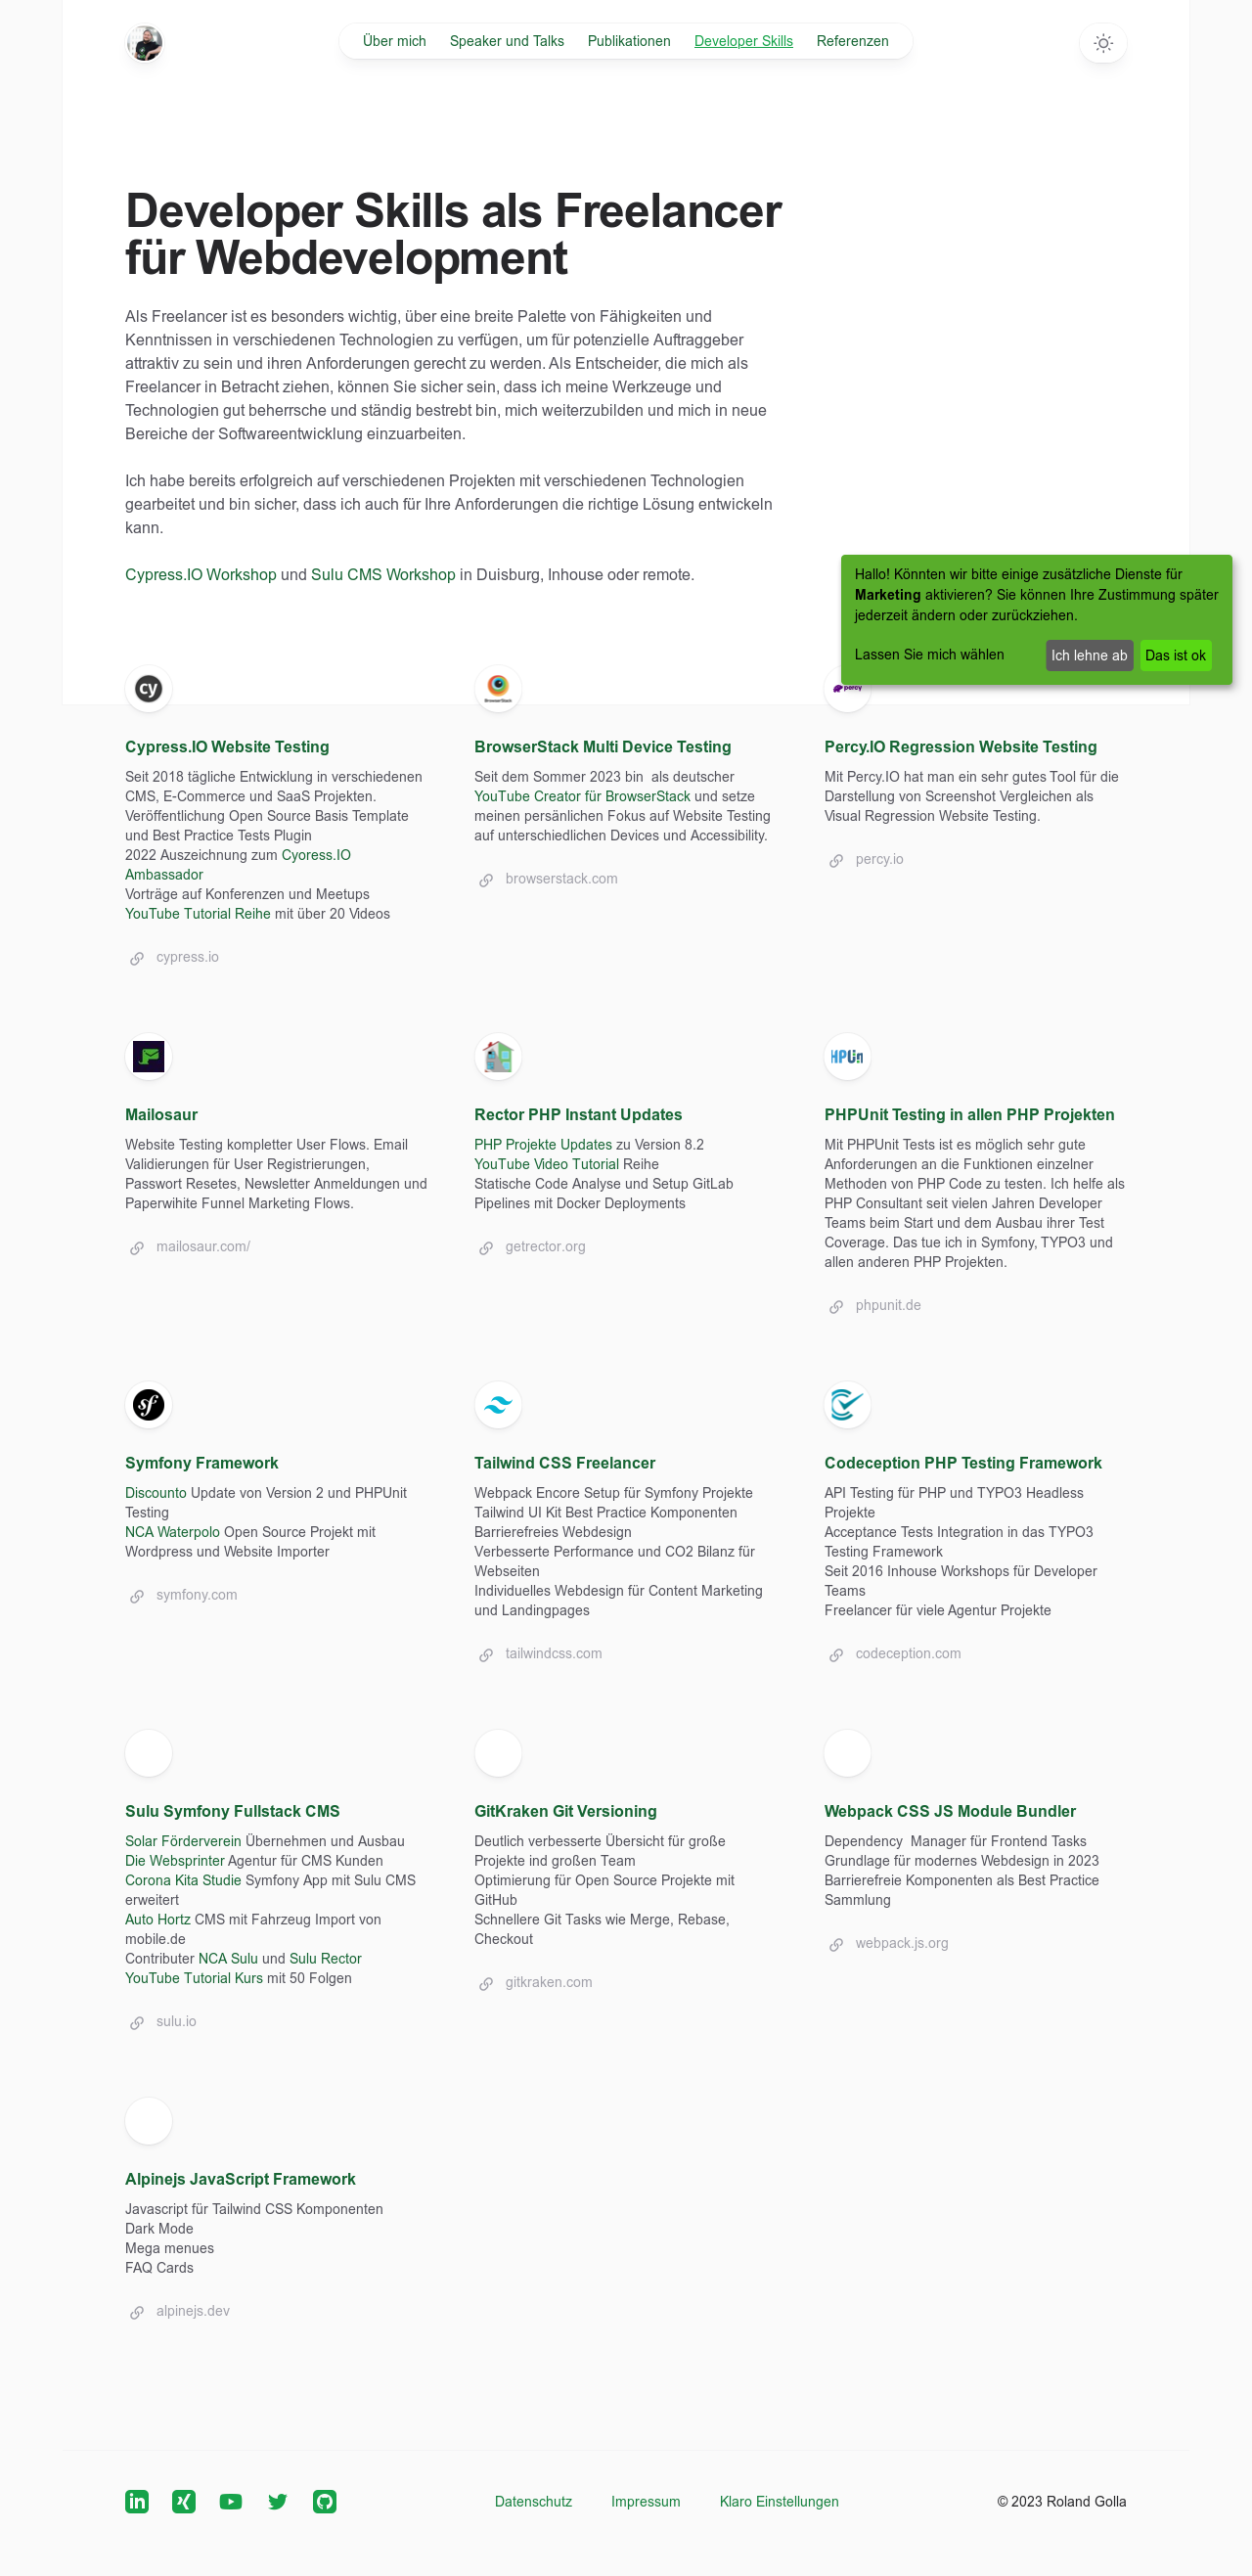 Über mich
Speaker und Talks
Publikationen
Developer Skills
Referenzen
Developer Skills als Freelancer
für Webdevelopment
Als Freelancer ist es besonders wichtig, über eine breite Palette von Fähigkeiten und
Kenntnissen in verschiedenen Technologien zu verfügen, um für potenzielle Auftraggeber
attraktiv zu sein und ihren Anforderungen gerecht zu werden. Als Entscheider, die mich als
Freelancer in Betracht ziehen, können Sie sicher sein, dass ich meine Werkzeuge und
Technologien gut beherrsche und ständig bestrebt bin, mich weiterzubilden und mich in neue
Bereiche der Softwareentwicklung einzuarbeiten.
Ich habe bereits erfolgreich auf verschiedenen Projekten mit verschiedenen Technologien
gearbeitet und bin sicher, dass ich auch für Ihre Anforderungen die richtige Lösung entwickeln
kann.
Cypress.IO Workshop und Sulu CMS Workshop in Duisburg, Inhouse oder remote.
Hallo! Könnten wir bitte einige zusätzliche Dienste für
Marketing aktivieren? Sie können Ihre Zustimmung später
jederzeit ändern oder zurückziehen.
Lassen Sie mich wählen
Ich lehne ab
Das ist ok
cy
BrowserStack
percy
Cypress.IO Website Testing
Seit 2018 tägliche Entwicklung in verschiedenen
CMS, E-Commerce und SaaS Projekten.
Veröffentlichung Open Source Basis Template
und Best Practice Tests Plugin
2022 Auszeichnung zum Cyoress.IO
Ambassador
Vorträge auf Konferenzen und Meetups
YouTube Tutorial Reihe mit über 20 Videos
cypress.io
BrowserStack Multi Device Testing
Seit dem Sommer 2023 bin  als deutscher
YouTube Creator für BrowserStack und setze
meinen persönlichen Fokus auf Website Testing
auf unterschiedlichen Devices und Accessibility.
browserstack.com
Percy.IO Regression Website Testing
Mit Percy.IO hat man ein sehr gutes Tool für die
Darstellung von Screenshot Vergleichen als
Visual Regression Website Testing.
percy.io
Mailosaur
Website Testing kompletter User Flows. Email
Validierungen für User Registrierungen,
Passwort Resetes, Newsletter Anmeldungen und
Paperwihite Funnel Marketing Flows.
mailosaur.com/
Rector PHP Instant Updates
PHP Projekte Updates zu Version 8.2
YouTube Video Tutorial Reihe
Statische Code Analyse und Setup GitLab
Pipelines mit Docker Deployments
getrector.org
HPUn
PHPUnit Testing in allen PHP Projekten
Mit PHPUnit Tests ist es möglich sehr gute
Anforderungen an die Funktionen einzelner
Methoden von PHP Code zu testen. Ich helfe als
PHP Consultant seit vielen Jahren Developer
Teams beim Start und dem Ausbau ihrer Test
Coverage. Das tue ich in Symfony, TYPO3 und
allen anderen PHP Projekten.
phpunit.de
sf
Symfony Framework
Discounto Update von Version 2 und PHPUnit
Testing
NCA Waterpolo Open Source Projekt mit
Wordpress und Website Importer
symfony.com
Tailwind CSS Freelancer
Webpack Encore Setup für Symfony Projekte
Tailwind UI Kit Best Practice Komponenten
Barrierefreies Webdesign
Verbesserte Performance und CO2 Bilanz für
Webseiten
Individuelles Webdesign für Content Marketing
und Landingpages
tailwindcss.com
Codeception PHP Testing Framework
API Testing für PHP und TYPO3 Headless
Projekte
Acceptance Tests Integration in das TYPO3
Testing Framework
Seit 2016 Inhouse Workshops für Developer
Teams
Freelancer für viele Agentur Projekte
codeception.com
Sulu Symfony Fullstack CMS
Solar Förderverein Übernehmen und Ausbau
Die Websprinter Agentur für CMS Kunden
Corona Kita Studie Symfony App mit Sulu CMS
erweitert
Auto Hortz CMS mit Fahrzeug Import von
mobile.de
Contributer NCA Sulu und Sulu Rector
YouTube Tutorial Kurs mit 50 Folgen
sulu.io
GitKraken Git Versioning
Deutlich verbesserte Übersicht für große
Projekte ind großen Team
Optimierung für Open Source Projekte mit
GitHub
Schnellere Git Tasks wie Merge, Rebase,
Checkout
gitkraken.com
Webpack CSS JS Module Bundler
Dependency  Manager für Frontend Tasks
Grundlage für modernes Webdesign in 2023
Barrierefreie Komponenten als Best Practice
Sammlung
webpack.js.org
Alpinejs JavaScript Framework
Javascript für Tailwind CSS Komponenten
Dark Mode
Mega menues
FAQ Cards
alpinejs.dev
Datenschutz
Impressum
Klaro Einstellungen
© 2023 Roland Golla